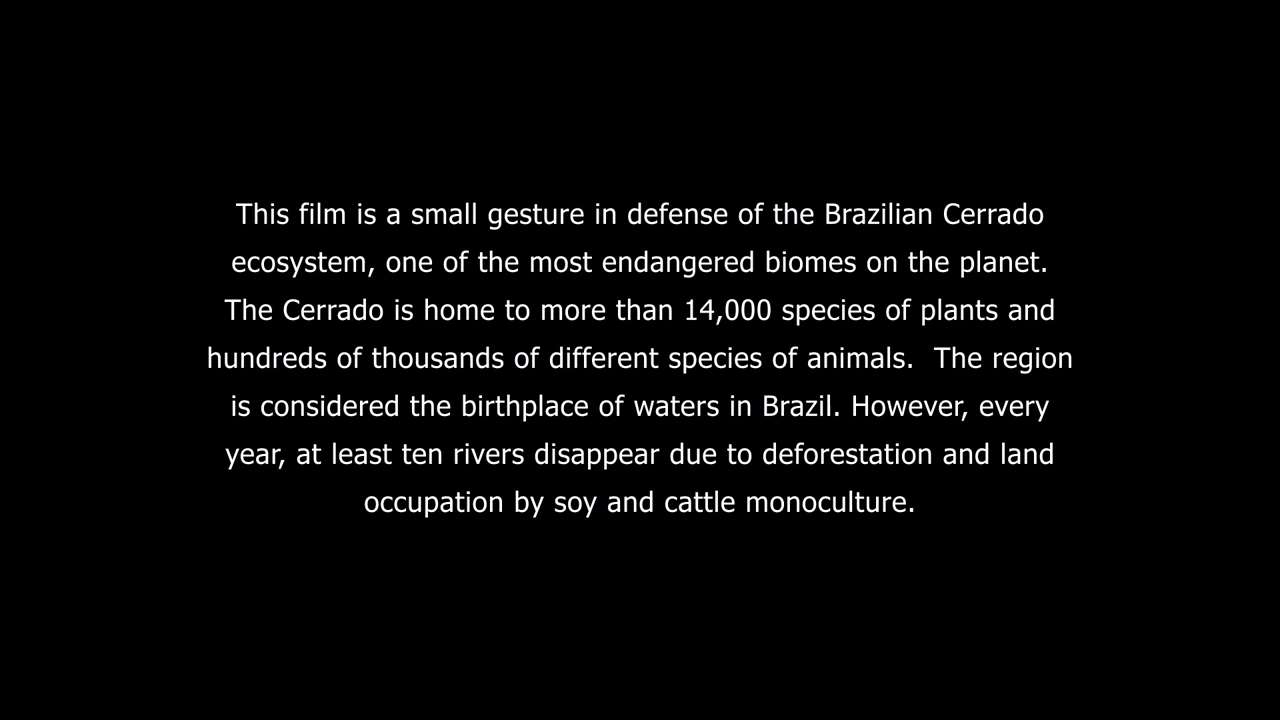 This film is a small gesture in defense of the Brazilian Cerrado
ecosystem, one of the most endangered biomes on the planet.
The Cerrado is home to more than 14,000 species of plants and
hundreds of thousands of different species of animals.  The region
is considered the birthplace of waters in Brazil. However, every
year, at least ten rivers disappear due to deforestation and land
occupation by soy and cattle monoculture.